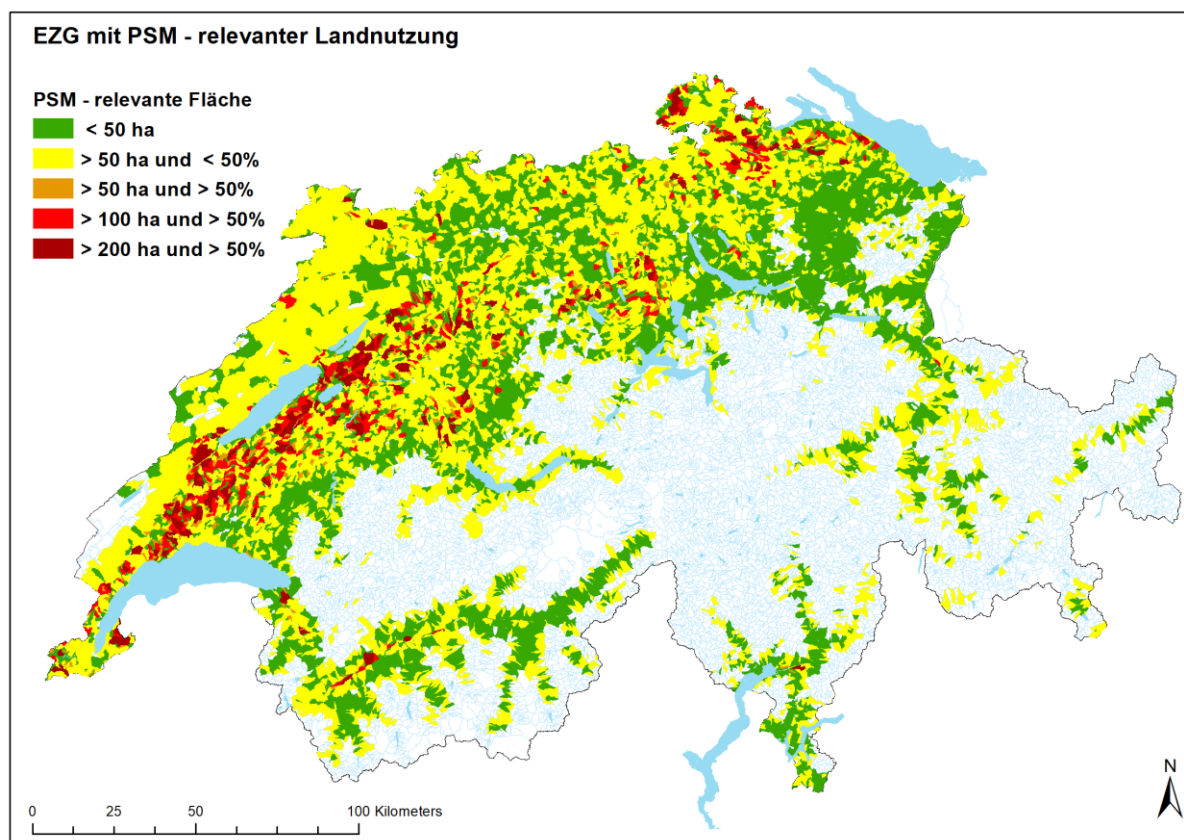 EZG mit PSM - relevanter Landnutzung
PSM - relevante Fläche
< 50 ha
> 50 ha und < 50%
> 50 ha und > 50%
> 100 ha und > 50%
> 200 ha und > 50%
N
0 25 50 100 Kilometers